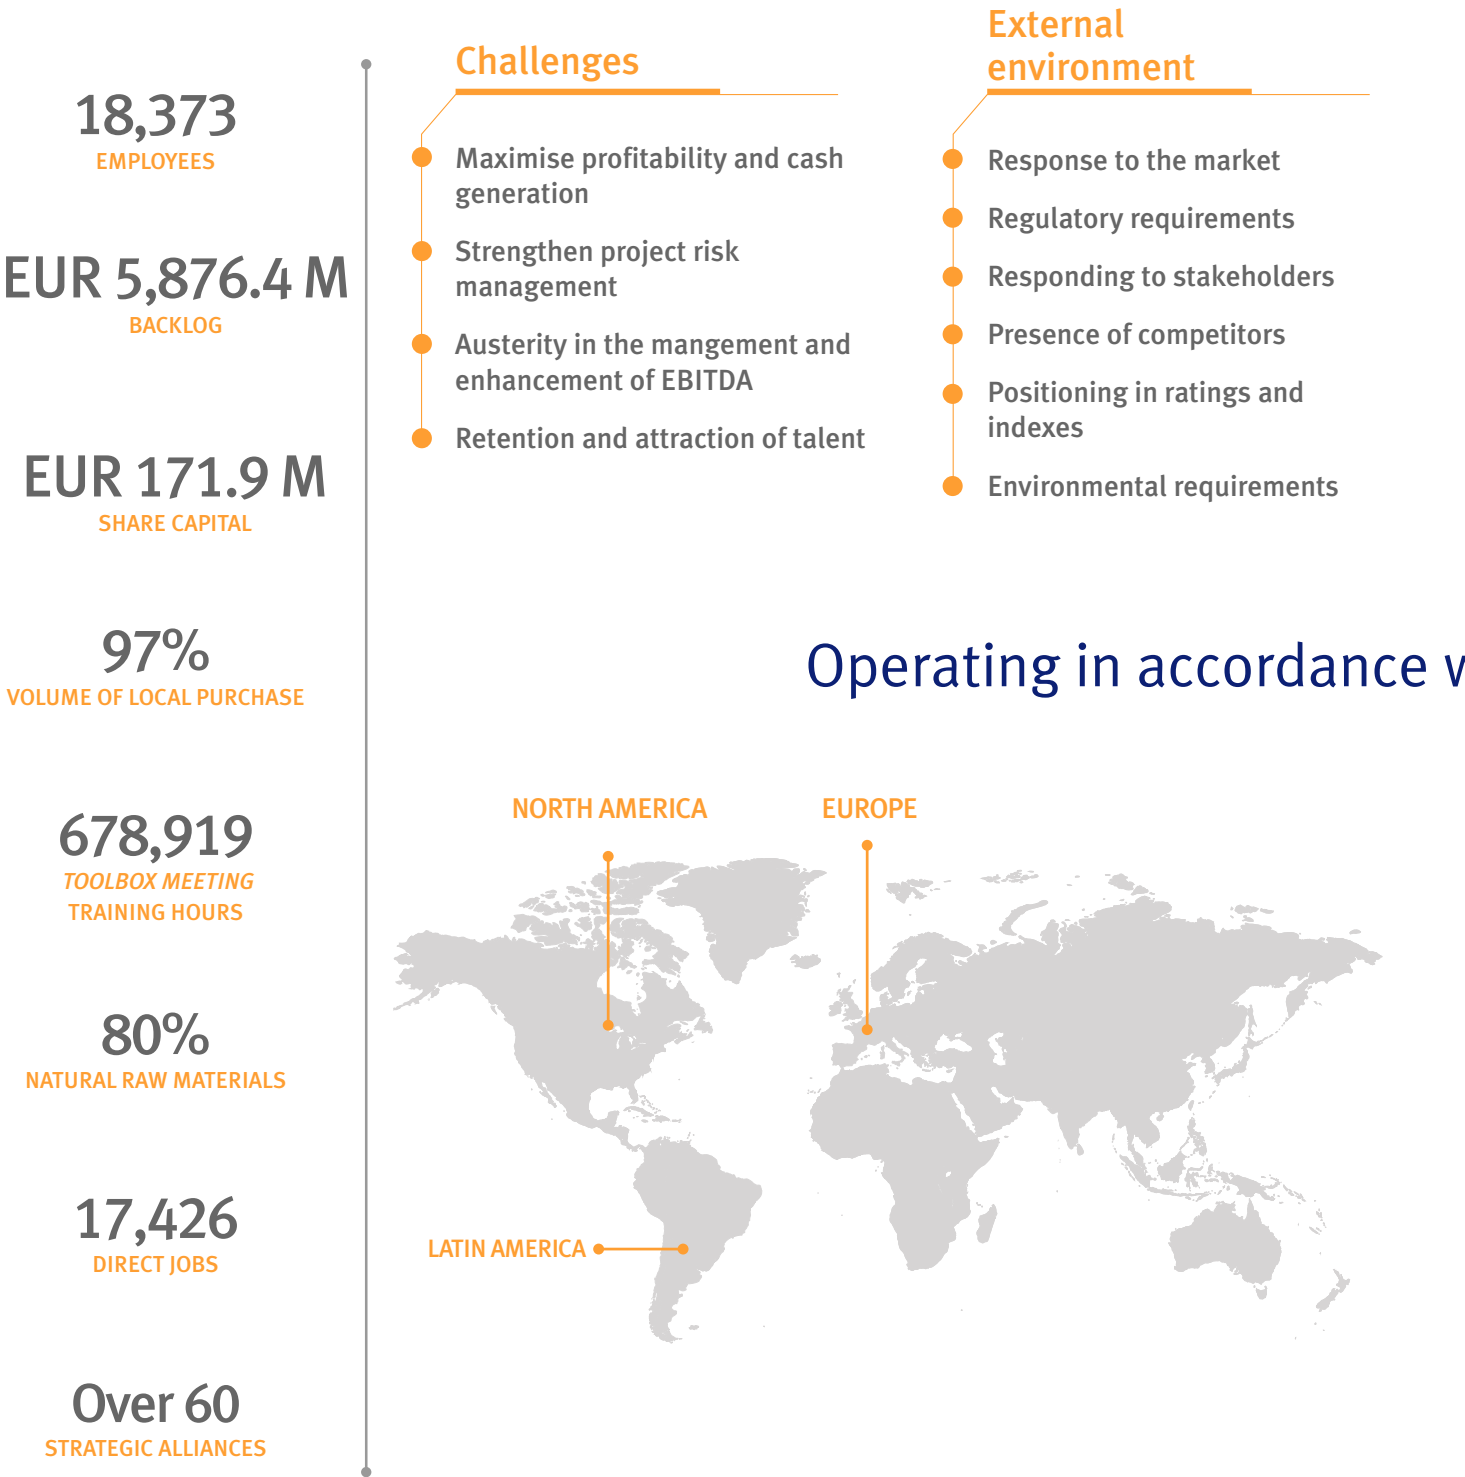 18,373
EMPLOYEES
EUR 5,876.4 M
BACKLOG
EUR 171.9 M
SHARE CAPITAL
97%
VOLUME OF LOCAL PURCHASE
678,919
TOOLBOX MEETING
TRAINING HOURS
80%
NATURAL RAW MATERIALS
17,426
DIRECT JOBS
Over 60
STRATEGIC ALLIANCES
Challenges
Maximise profitability and cash
generation
Strengthen project risk
management
Austerity in the mangement and
enhancement of EBITDA
Retention and attraction of talent
External
environment
Response to the market
Regulatory requirements
Responding to stakeholders
Presence of competitors
Positioning in ratings and
indexes
Environmental requirements
Operating in accordance
NORTH AMERICA
EUROPE
LATIN AMERICA